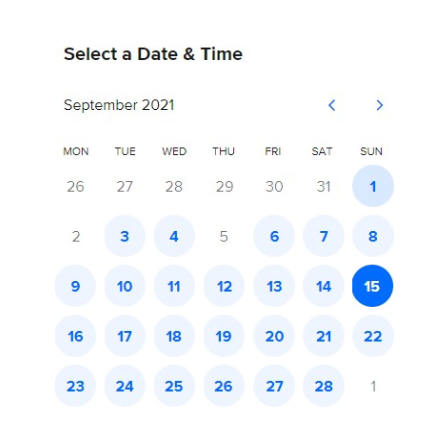 Select a Date & Time
September 2021
MON TUE WED THU FRI SAT SUN
26 27 28 29 30 31 1
2 3 4 5 6 7 8
9 10 11 12 13 14 15
16 17 18 19 20 21 22
23 24 25 26 27 28 1